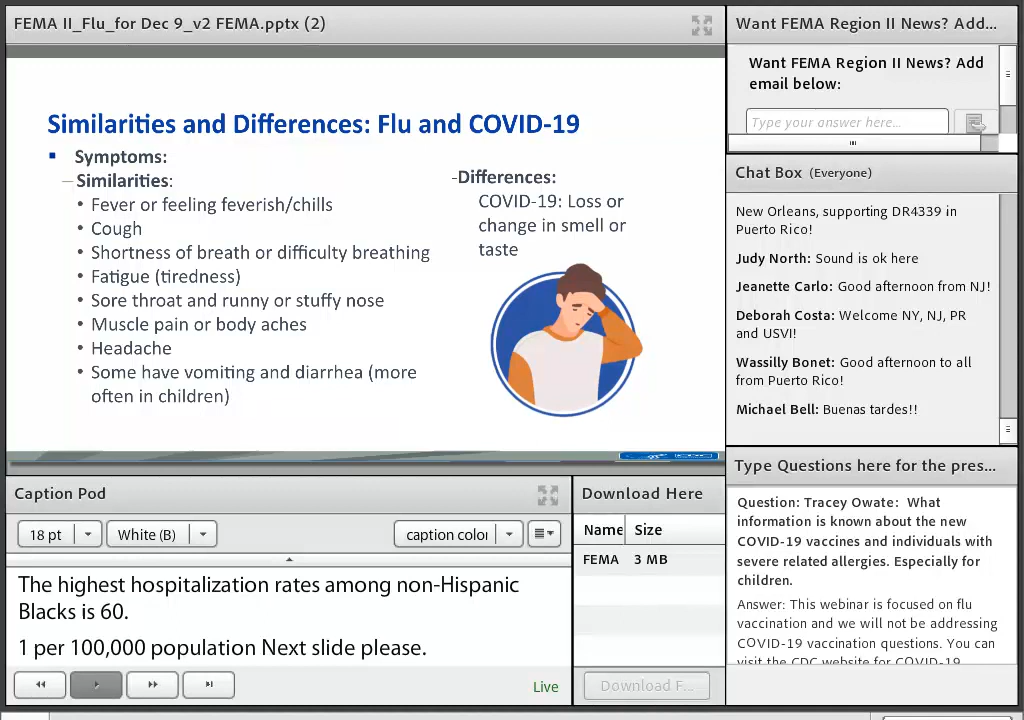 FEMA II_Flu_for Dec 9_v2 FEMA.pptx (2)
Similarities and Differences: Flu and COVID-19
▪ Symptoms:
– Similarities:
• Fever or feeling feverish/chills
• Cough
• Shortness of breath or difficulty breathing
• Fatigue (tiredness)
• Sore throat and runny or stuffy nose
• Muscle pain or body aches
• Headache
• Some have vomiting and diarrhea (more
often in children)
-Differences:
COVID-19: Loss or
change in smell or
taste
Caption Pod
18 pt
White (B)
caption color
The highest hospitalization rates among non-Hispanic
Blacks is 60.
1 per 100,000 population Next slide please.
Live
Download Here
Name Size
FEMA 3 MB
Download F...
Want FEMA Region II News? Add...
Want FEMA Region II News? Add
email below:
Type your answer here...
Chat Box (Everyone)
New Orleans, supporting DR4339 in
Puerto Rico!
Judy North: Sound is ok here
Jeanette Carlo: Good afternoon from NJ!
Deborah Costa: Welcome NY, NJ, PR
and USVI!
Wassilly Bonet: Good afternoon to all
from Puerto Rico!
Michael Bell: Buenas tardes!!
Type Questions here for the pres...
Question: Tracey Owate: What
information is known about the new
COVID-19 vaccines and individuals with
severe related allergies. Especially for
children.
Answer: This webinar is focused on flu
vaccination and we will not be addressing
COVID-19 vaccination questions. You can
visit the CDC website for COVID-19